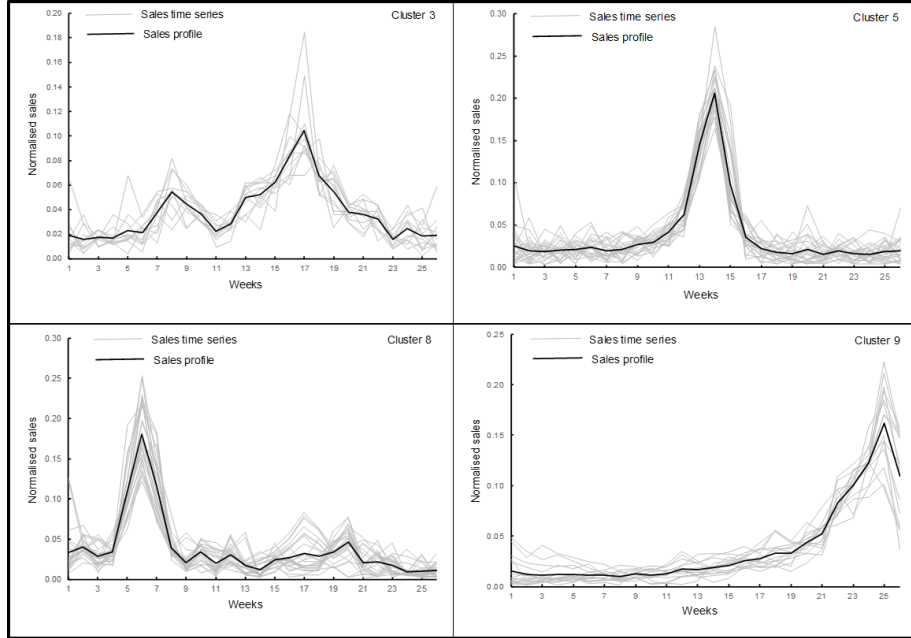 Sales time series
Sales profile
Cluster 3
Normalised sales
0.20
0.18
0.16
0.14
0.12
0.10
0.08
0.06
0.04
0.02
0.00
1 3 5 7 9 11 13 15 17 19 21 23 25
Weeks
Sales time series
Sales profile
Cluster 5
Normalised sales
0.30
0.25
0.20
0.15
0.10
0.05
0.00
1 3 5 7 9 11 13 15 17 19 21 23 25
Weeks
Sales time series
Sales profile
Cluster 8
Normalised sales
0.30
0.25
0.20
0.15
0.10
0.05
0.00
1 3 5 7 9 11 13 15 17 19 21 23 25
Weeks
Sales time series
Sales profile
Cluster 9
Normalised sales
0.25
0.20
0.15
0.10
0.05
0.00
1 3 5 7 9 11 13 15 17 19 21 23 25
Weeks